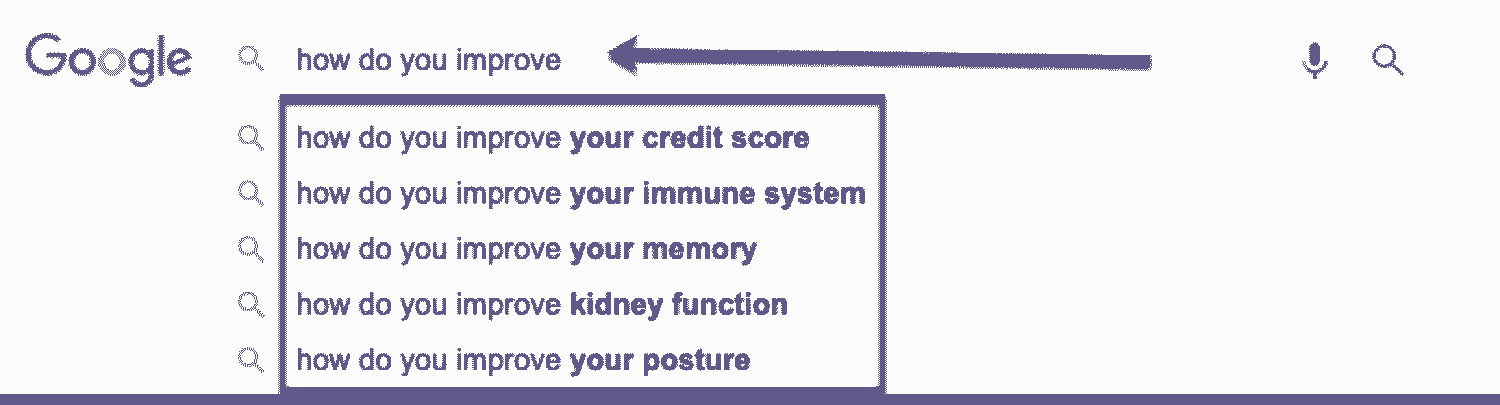 Google how do you improve
how do you improve your credit score
how do you improve your immune system
how do you improve your memory
how do you improve kidney function
how do you improve your posture